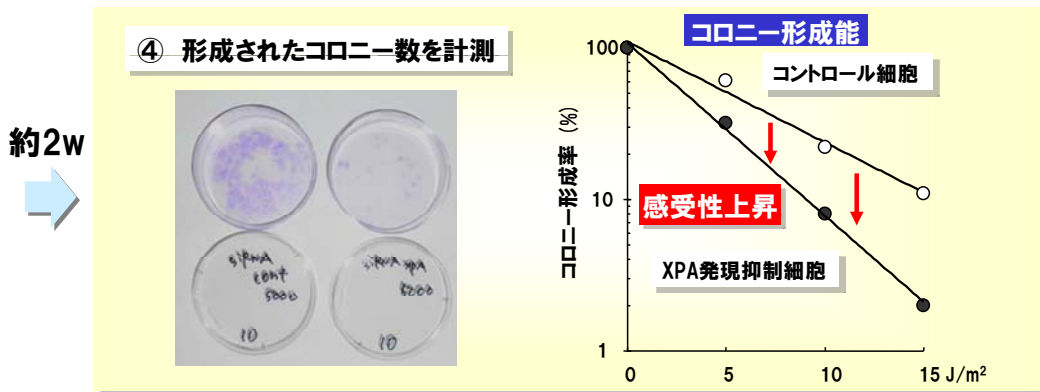 約2w
④ 形成されたコロニー数を計測
siRNA
cont
5000
10
siRNA XPA
5000
10
コロニー形成能
コントロール細胞
感受性上昇
XPA発現抑制細胞
コロニー形成率 (%)
100
10
1
0 5 10 15 J/m²